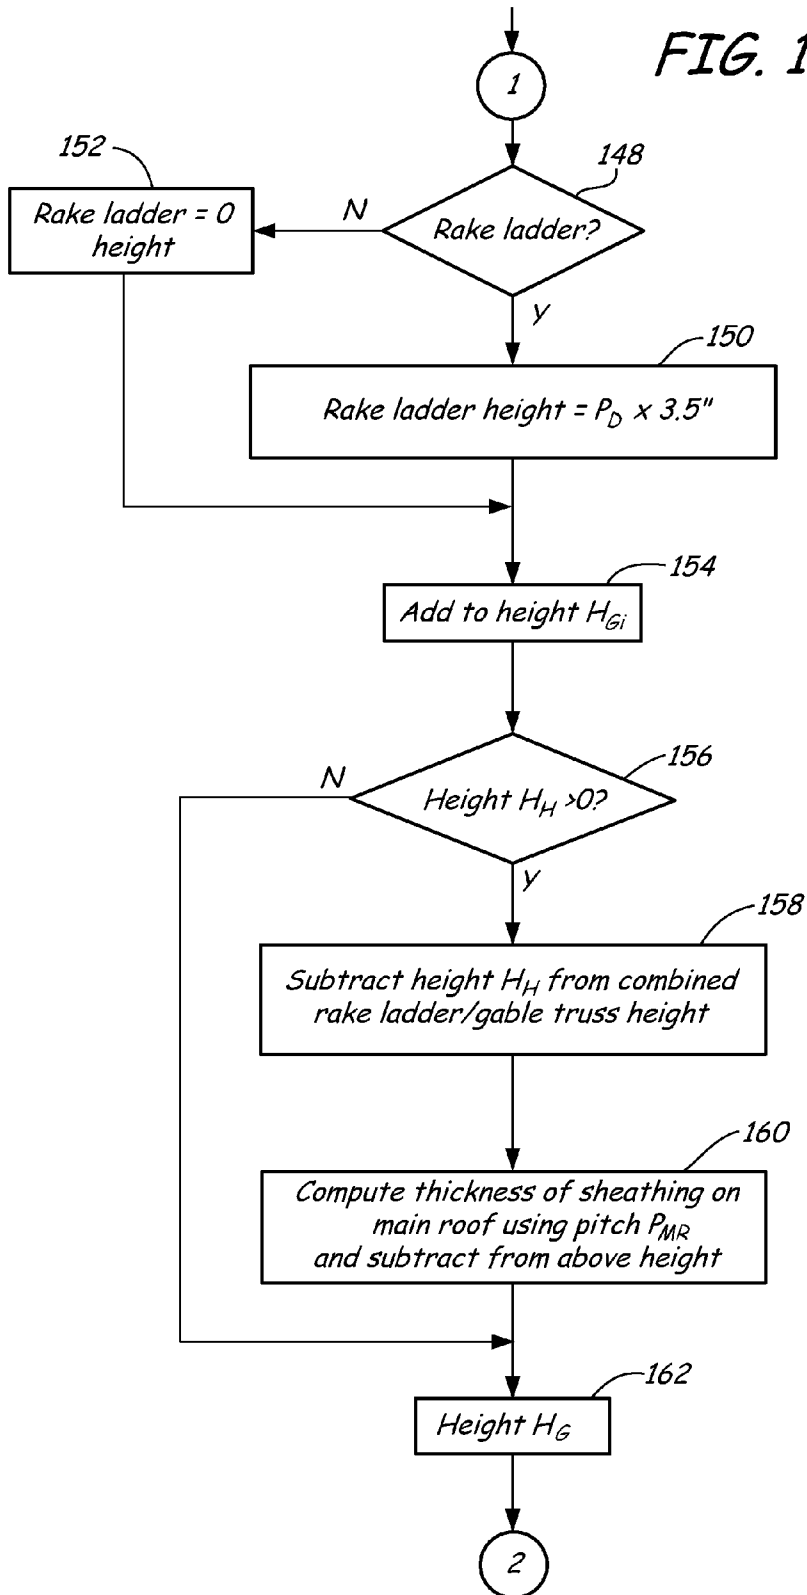 FIG. 1
1
152
148
Rake ladder = 0
height
N
Rake ladder?
Y
150
Rake ladder height = P_D x 3.5"
154
Add to height H_Gi
156
N
Height H_H >0?
Y
158
Subtract height H_H from combined
rake ladder/gable truss height
160
Compute thickness of sheathing on
main roof using pitch P_MR
and subtract from above height
162
Height H_G
2